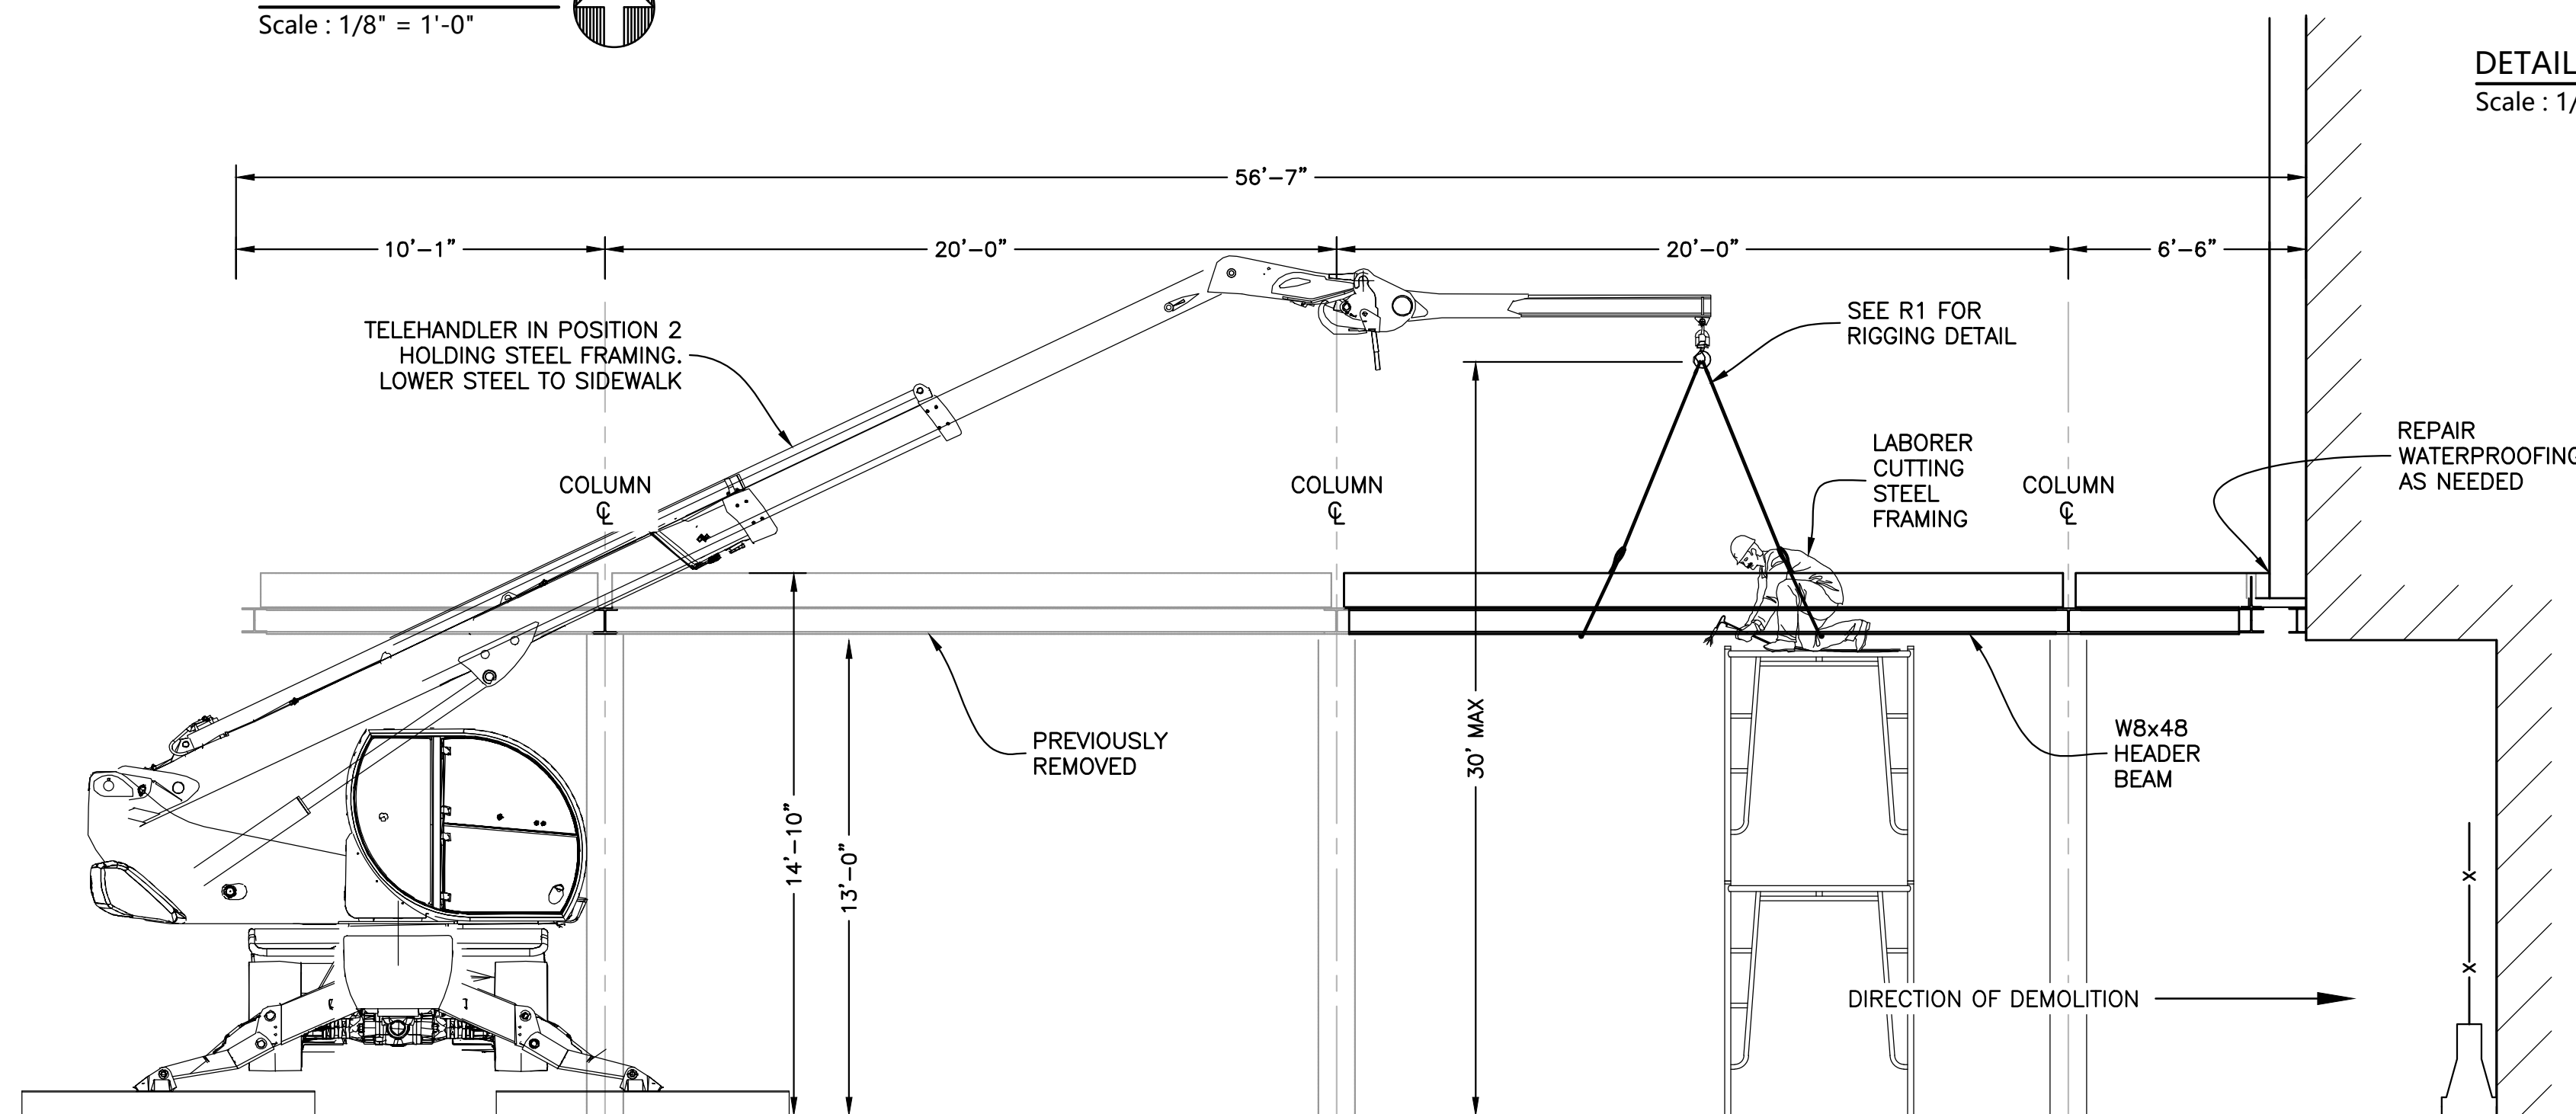 Scale : 1/8" = 1'-0"
DETAIL
Scale : 1/
56'-7"
10'-1"
20'-0"
20'-0"
6'-6"
TELEHANDLER IN POSITION 2
HOLDING STEEL FRAMING.
LOWER STEEL TO SIDEWALK
SEE R1 FOR
RIGGING DETAIL
LABORER
CUTTING
STEEL
FRAMING
REPAIR
WATERPROOFING
AS NEEDED
COLUMN
℄
COLUMN
℄
COLUMN
℄
PREVIOUSLY
REMOVED
W8x48
HEADER
BEAM
30' MAX
14'-10"
13'-0"
X
X
DIRECTION OF DEMOLITION